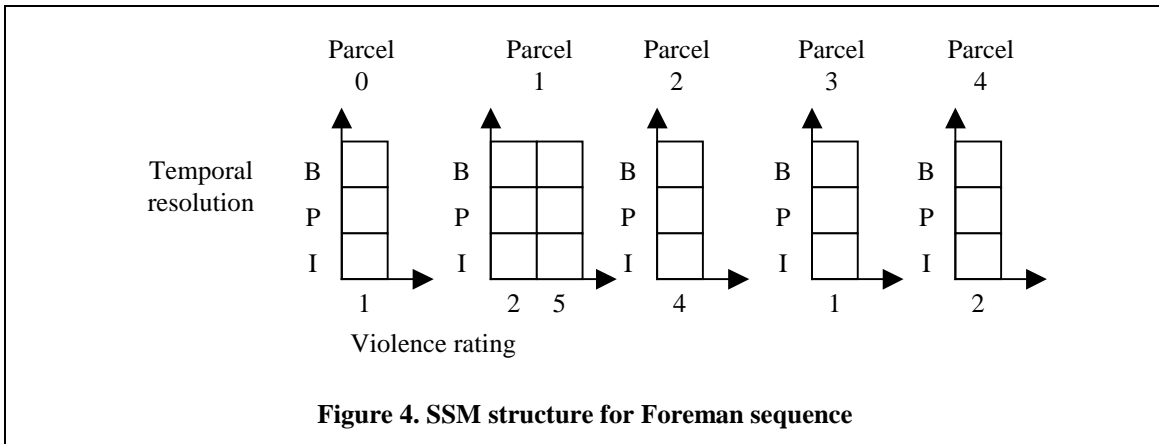 Parcel Parcel Parcel Parcel Parcel
0 1 2 3 4
Temporal
resolution
B B B B B
P P P P P
I I I I I
1 2 5 4 1 2
Violence rating
Figure 4. SSM structure for Foreman sequence